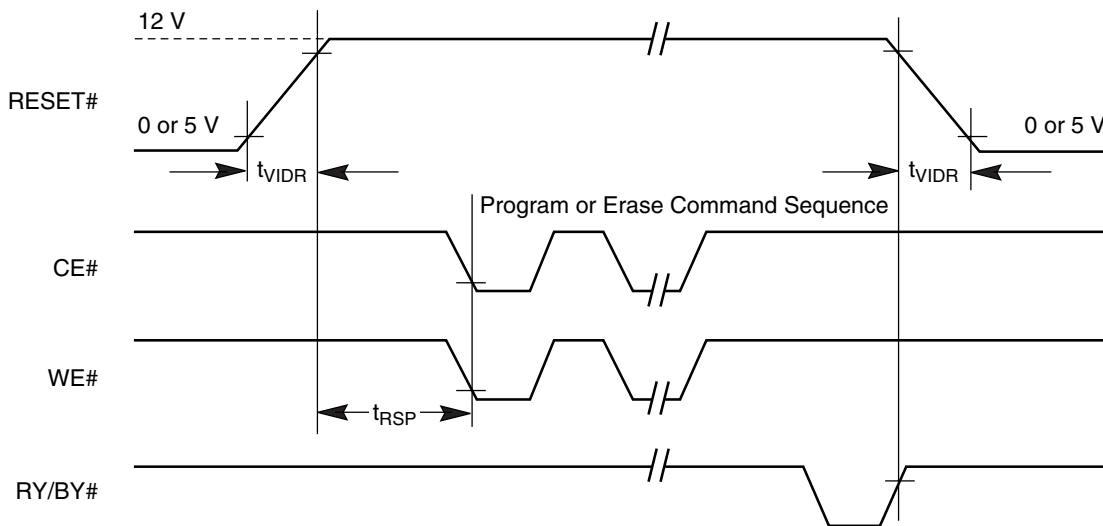 12 V
RESET#
0 or 5 V
0 or 5 V
tVIDR
tVIDR
Program or Erase Command Sequence
CE#
WE#
tRSP
RY/BY#